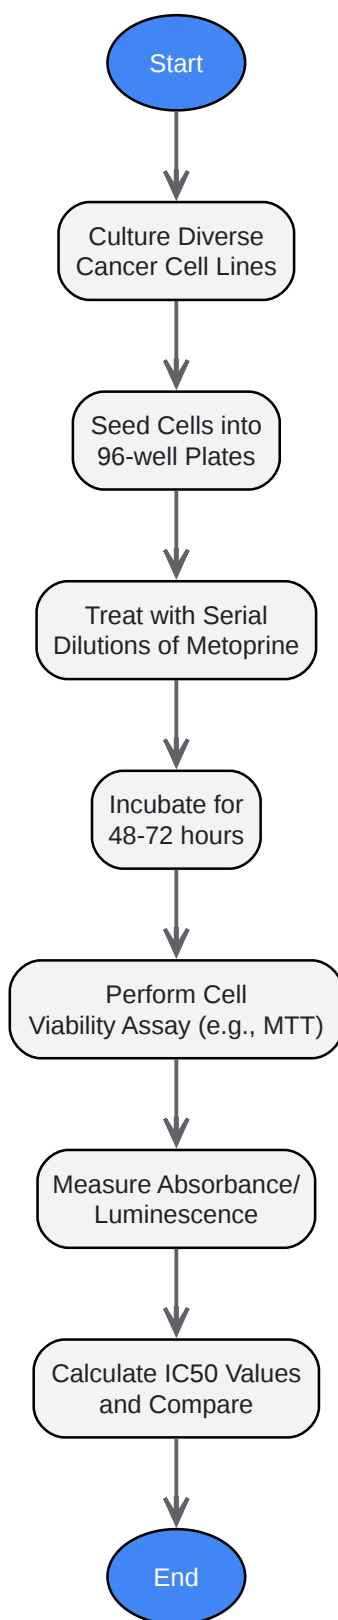 Start
Culture Diverse
Cancer Cell Lines
Seed Cells into
96-well Plates
Treat with Serial
Dilutions of Metoprine
Incubate for
48-72 hours
Perform Cell
Viability Assay (e.g., MTT)
Measure Absorbance/
Luminescence
Calculate IC50 Values
and Compare
End